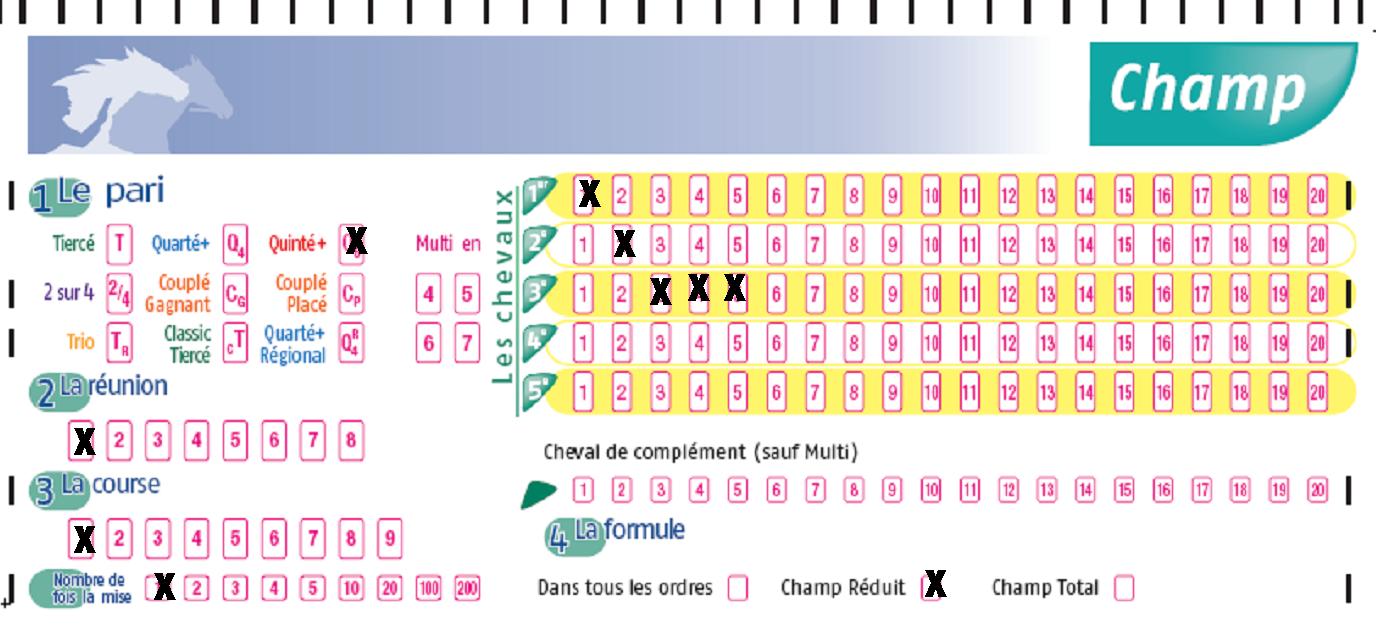 Champ
1 Le pari
Tiercé T Quarté+ Q4 Quinté+ X Multi en
2 sur 4 2/4 Couplé Gagnant CG Couplé Placé CP 4 5
Trio TR Classic Tiercé cT Quarté+ Régional QR4 6 7
2 La réunion
X 2 3 4 5 6 7 8
3 La course
X 2 3 4 5 6 7 8 9
Nombre de fois la mise X 2 3 4 5 10 20 100 200
Les chevaux
1er X 2 3 4 5 6 7 8 9 10 11 12 13 14 15 16 17 18 19 20
2e 1 X 3 4 5 6 7 8 9 10 11 12 13 14 15 16 17 18 19 20
3e 1 2 X X X 6 7 8 9 10 11 12 13 14 15 16 17 18 19 20
4e 1 2 3 4 5 6 7 8 9 10 11 12 13 14 15 16 17 18 19 20
5e 1 2 3 4 5 6 7 8 9 10 11 12 13 14 15 16 17 18 19 20
Cheval de complément (sauf Multi)
1 2 3 4 5 6 7 8 9 10 11 12 13 14 15 16 17 18 19 20
4 La formule
Dans tous les ordres Champ Réduit X Champ Total